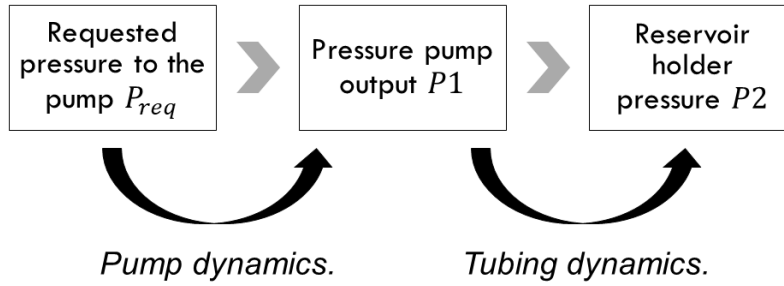 Requested
pressure to the
pump P_req
Pressure pump
output P1
Reservoir
holder
pressure P2
Pump dynamics.
Tubing dynamics.